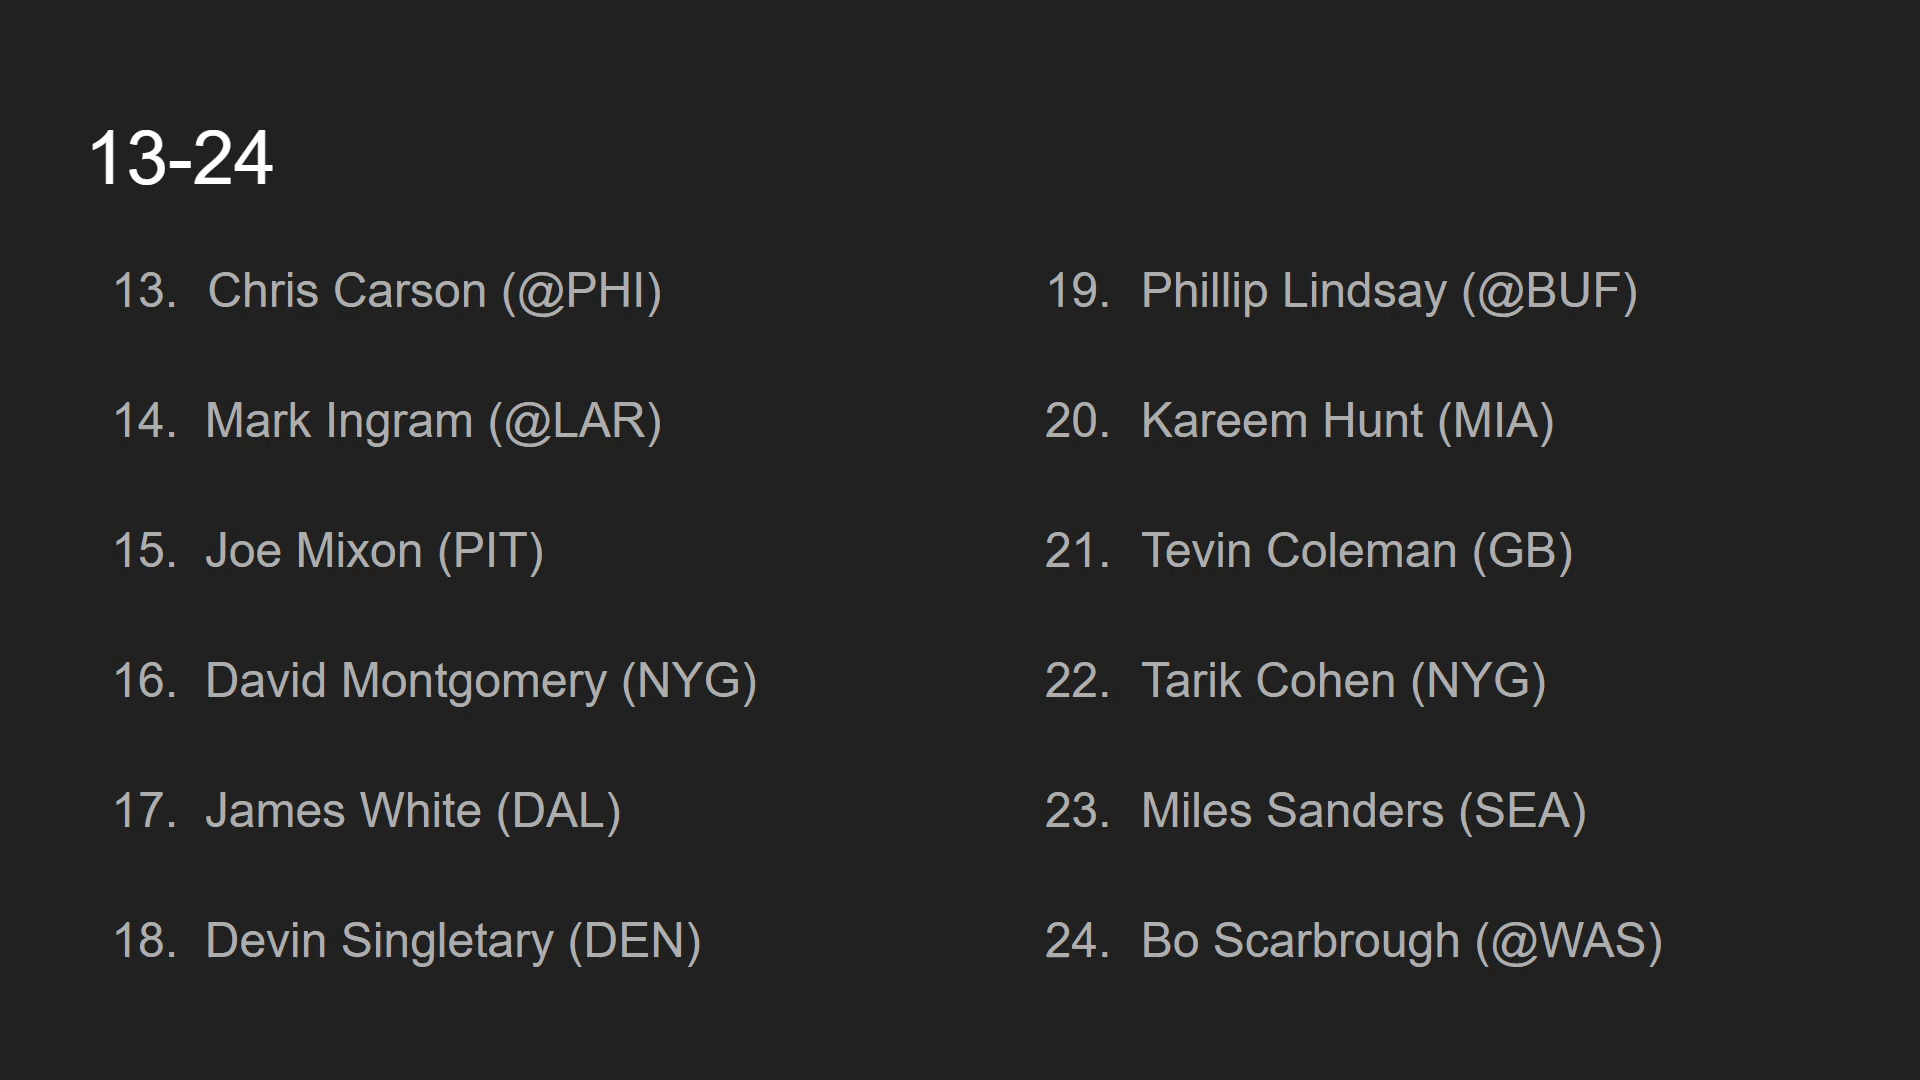 13-24
13. Chris Carson (@PHI)
14. Mark Ingram (@LAR)
15. Joe Mixon (PIT)
16. David Montgomery (NYG)
17. James White (DAL)
18. Devin Singletary (DEN)
19. Phillip Lindsay (@BUF)
20. Kareem Hunt (MIA)
21. Tevin Coleman (GB)
22. Tarik Cohen (NYG)
23. Miles Sanders (SEA)
24. Bo Scarbrough (@WAS)